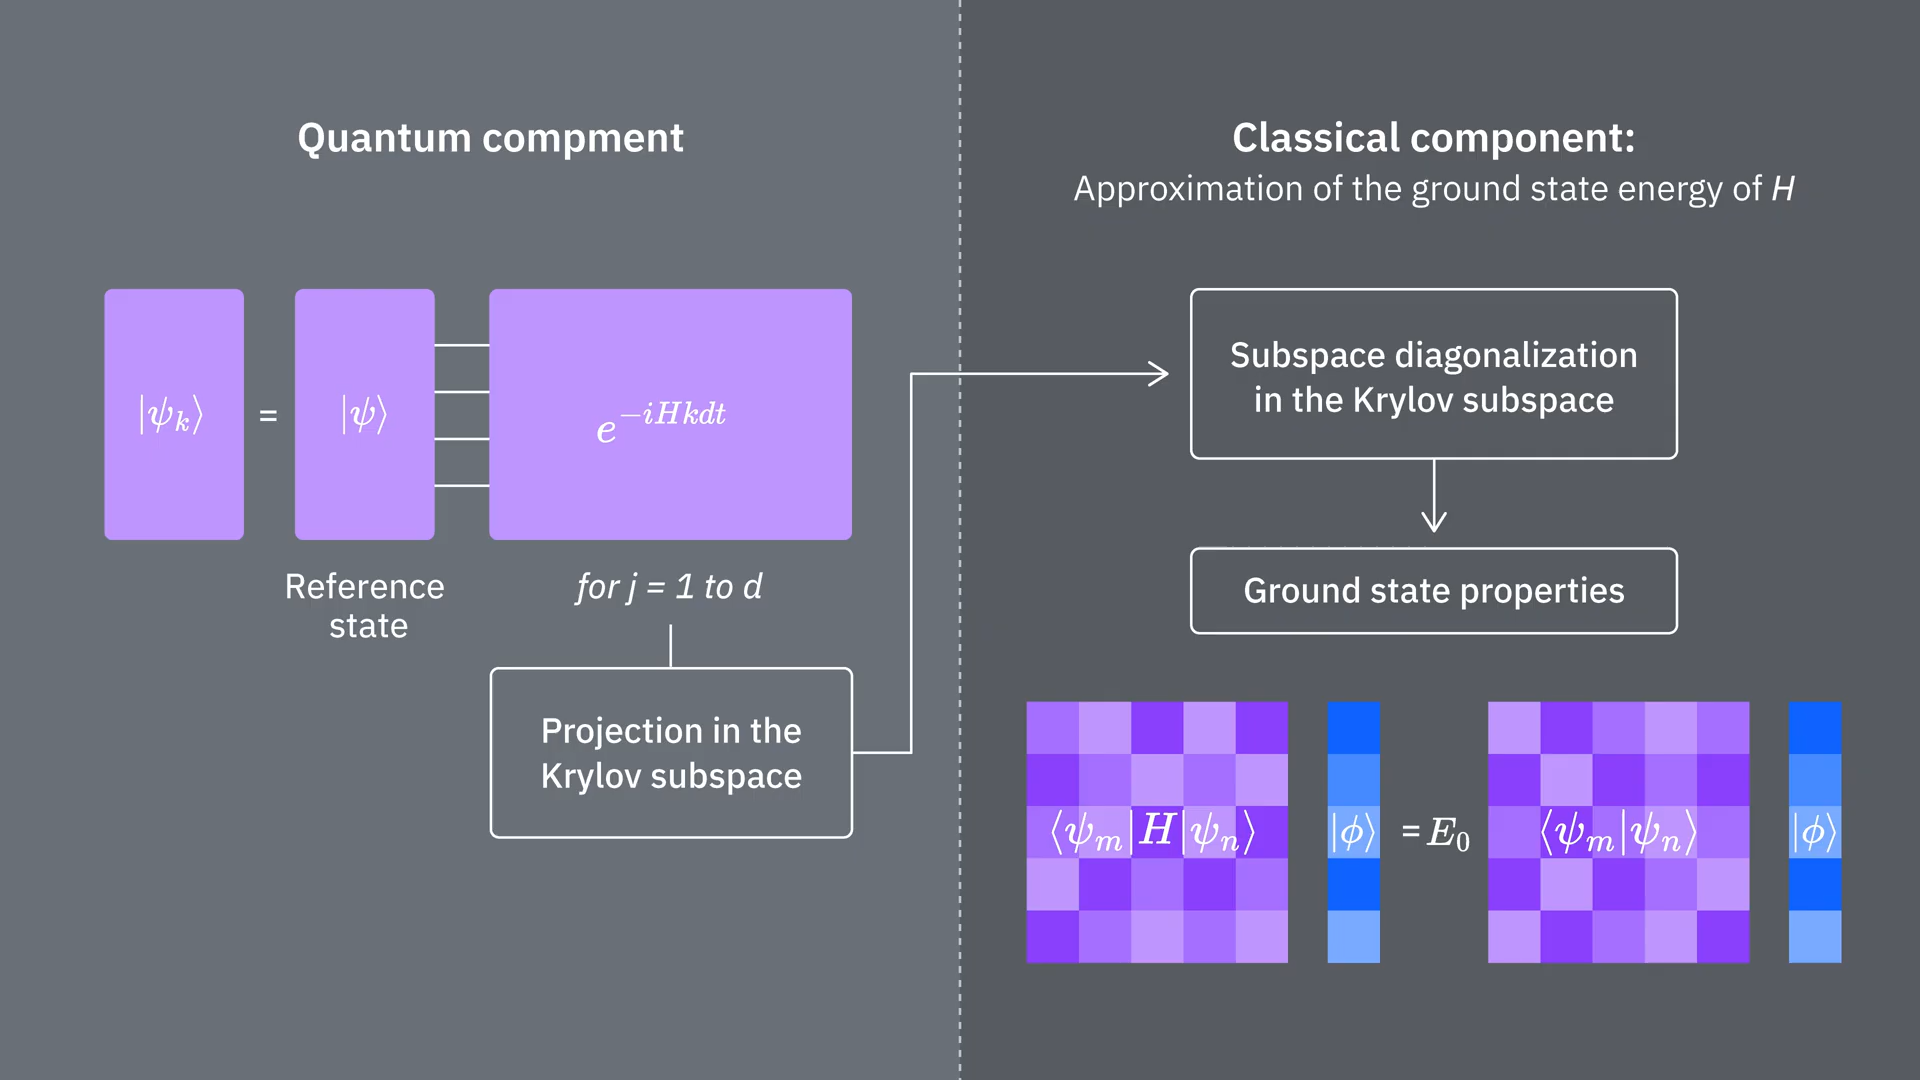 Quantum compment
|ψₖ⟩ = |ψ⟩ e^{−iHkdt}
Reference
state
for j = 1 to d
Projection in the
Krylov subspace
Classical component:
Approximation of the ground state energy of H
Subspace diagonalization
in the Krylov subspace
Ground state properties
⟨ψₘ|H|ψₙ⟩ |ϕ⟩ = E₀ ⟨ψₘ|ψₙ⟩ |ϕ⟩